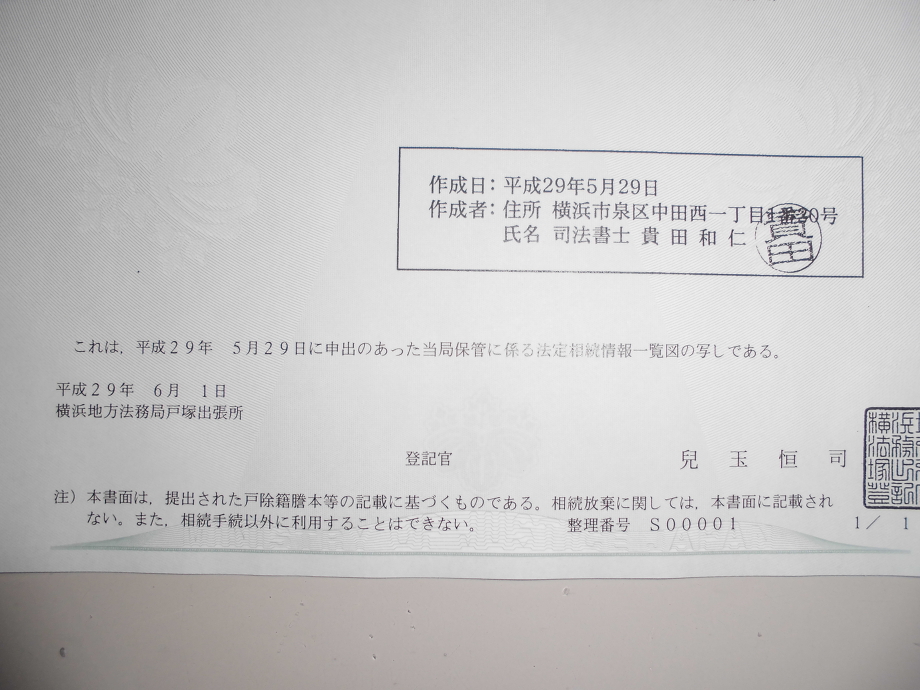 作成日：平成29年5月29日
作成者：住所 横浜市泉区中田西一丁目1番20号
氏名 司法書士 貴田和仁
貴田
これは，平成２９年　５月２９日に申出のあった当局保管に係る法定相続情報一覧図の写しである。
平成２９年　６月　１日
横浜地方法務局戸塚出張所
登記官　兒　玉　恒　司
注）本書面は，提出された戸除籍謄本等の記載に基づくものである。相続放棄に関しては，本書面に記載され
ない。また，相続手続以外に利用することはできない。　整理番号　Ｓ００００１　１／　１